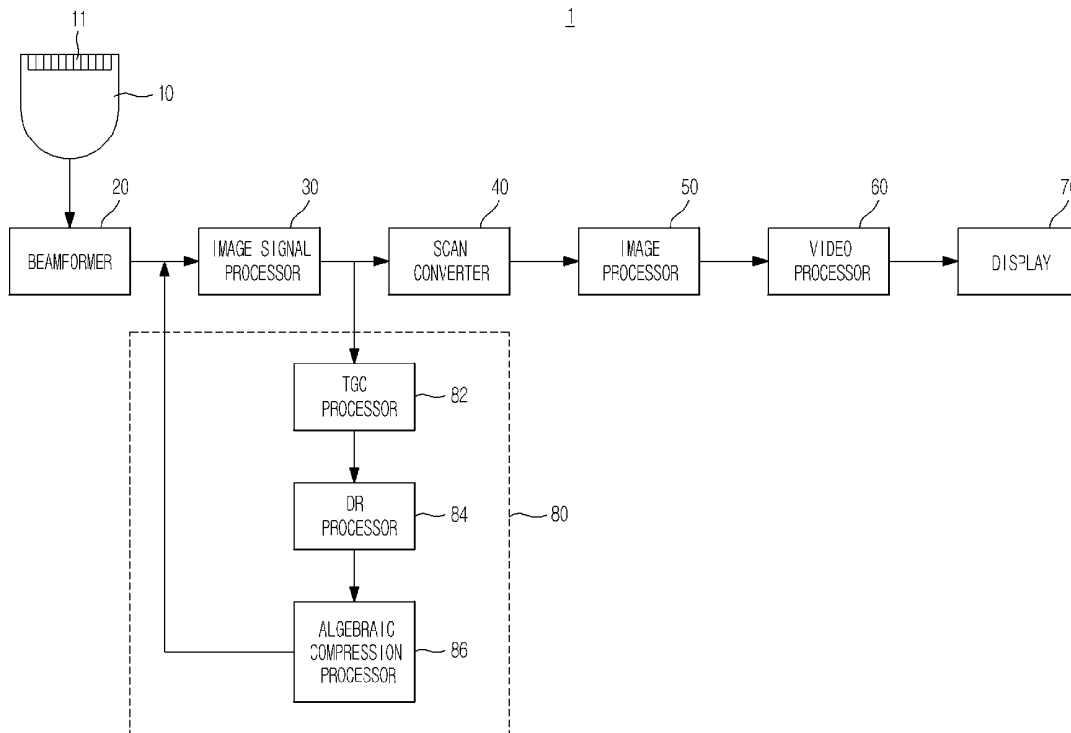 1
11
10
20
30
40
50
60
70
BEAMFORMER
IMAGE SIGNAL
PROCESSOR
SCAN
CONVERTER
IMAGE
PROCESSOR
VIDEO
PROCESSOR
DISPLAY
TGC
PROCESSOR
82
DR
PROCESSOR
84
80
ALGEBRAIC
COMPRESSION
PROCESSOR
86